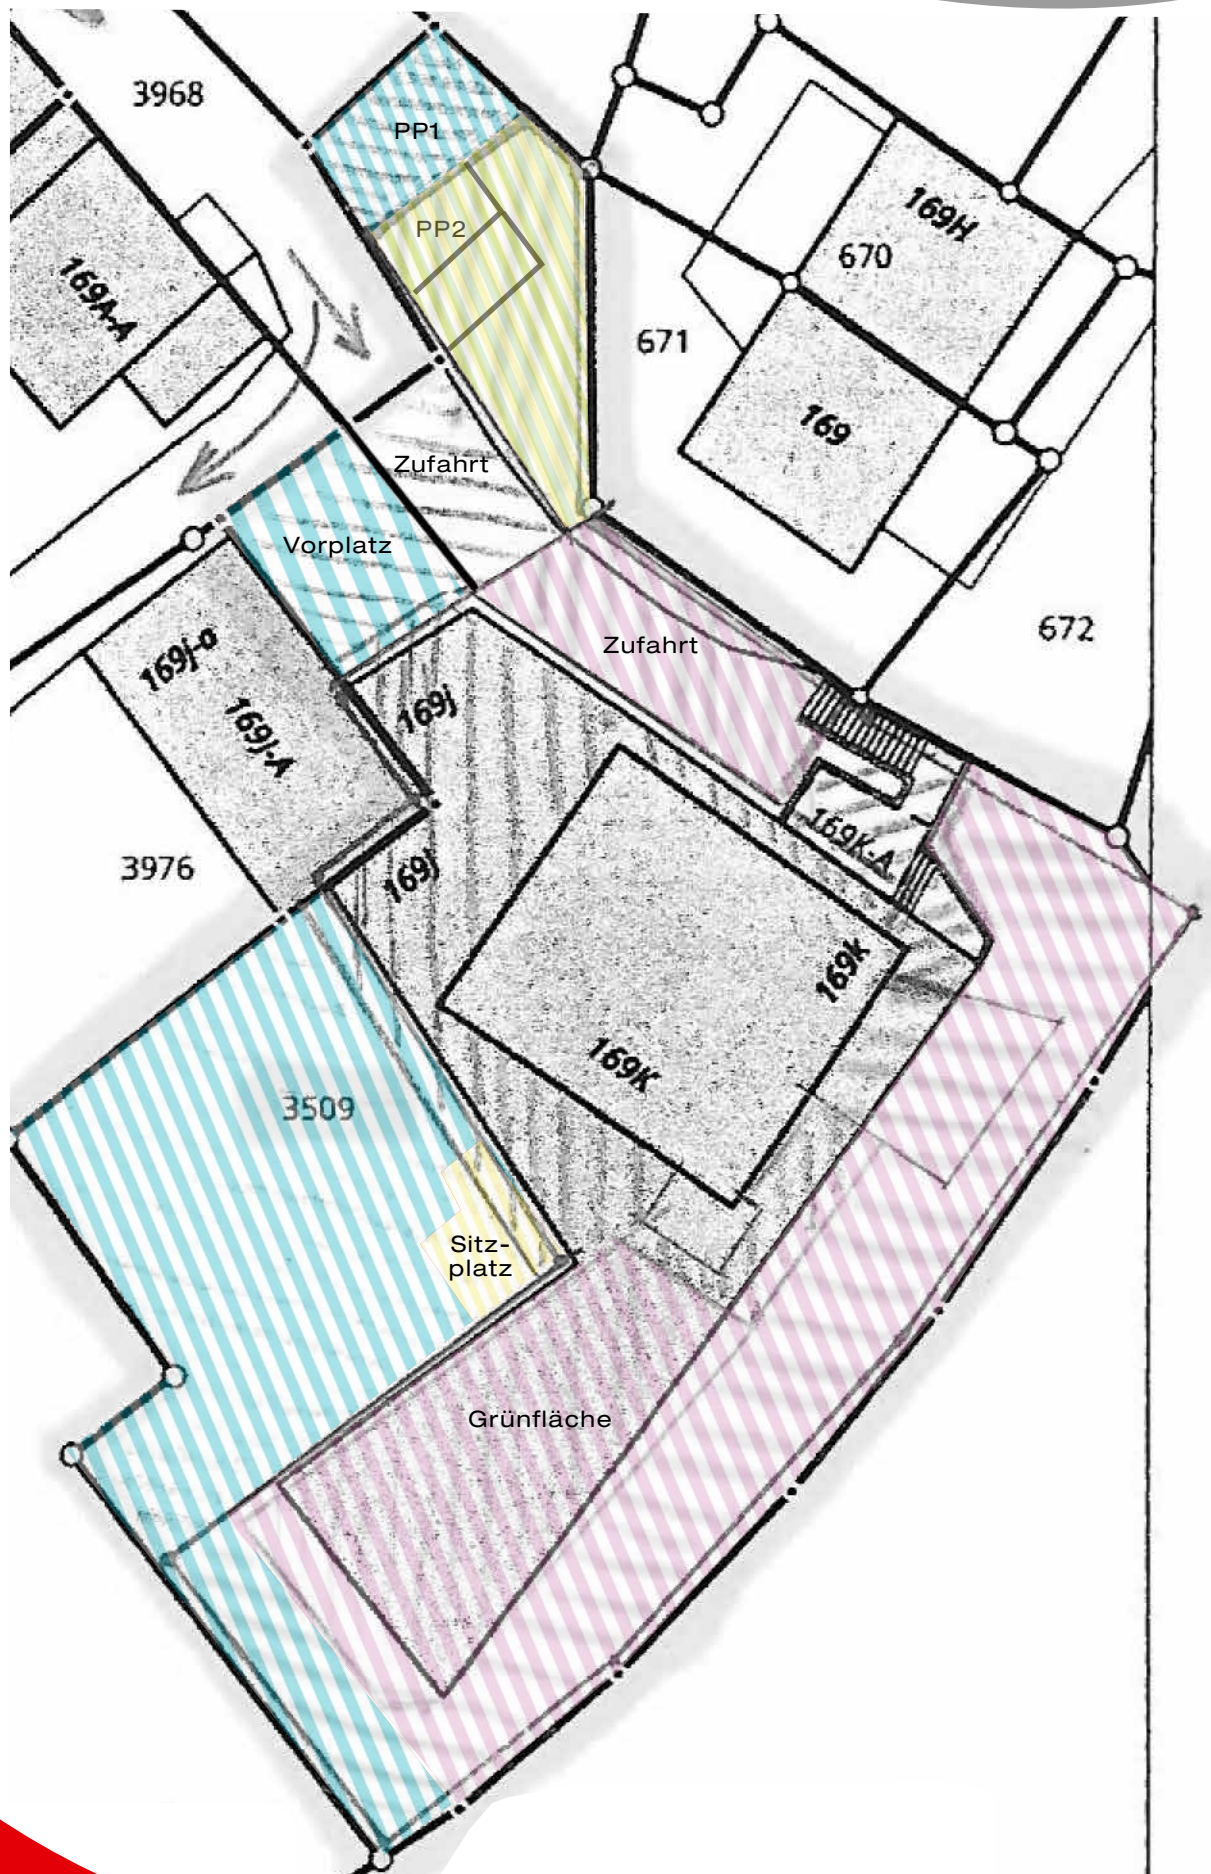 3968
PP1
169H
PP2
670
169A-A
671
169
Zufahrt
Vorplatz
672
Zufahrt
169j-a
169j
169j-A
169K-A
3976
169j
169k
169K
3509
Sitz-
platz
Grünfläche